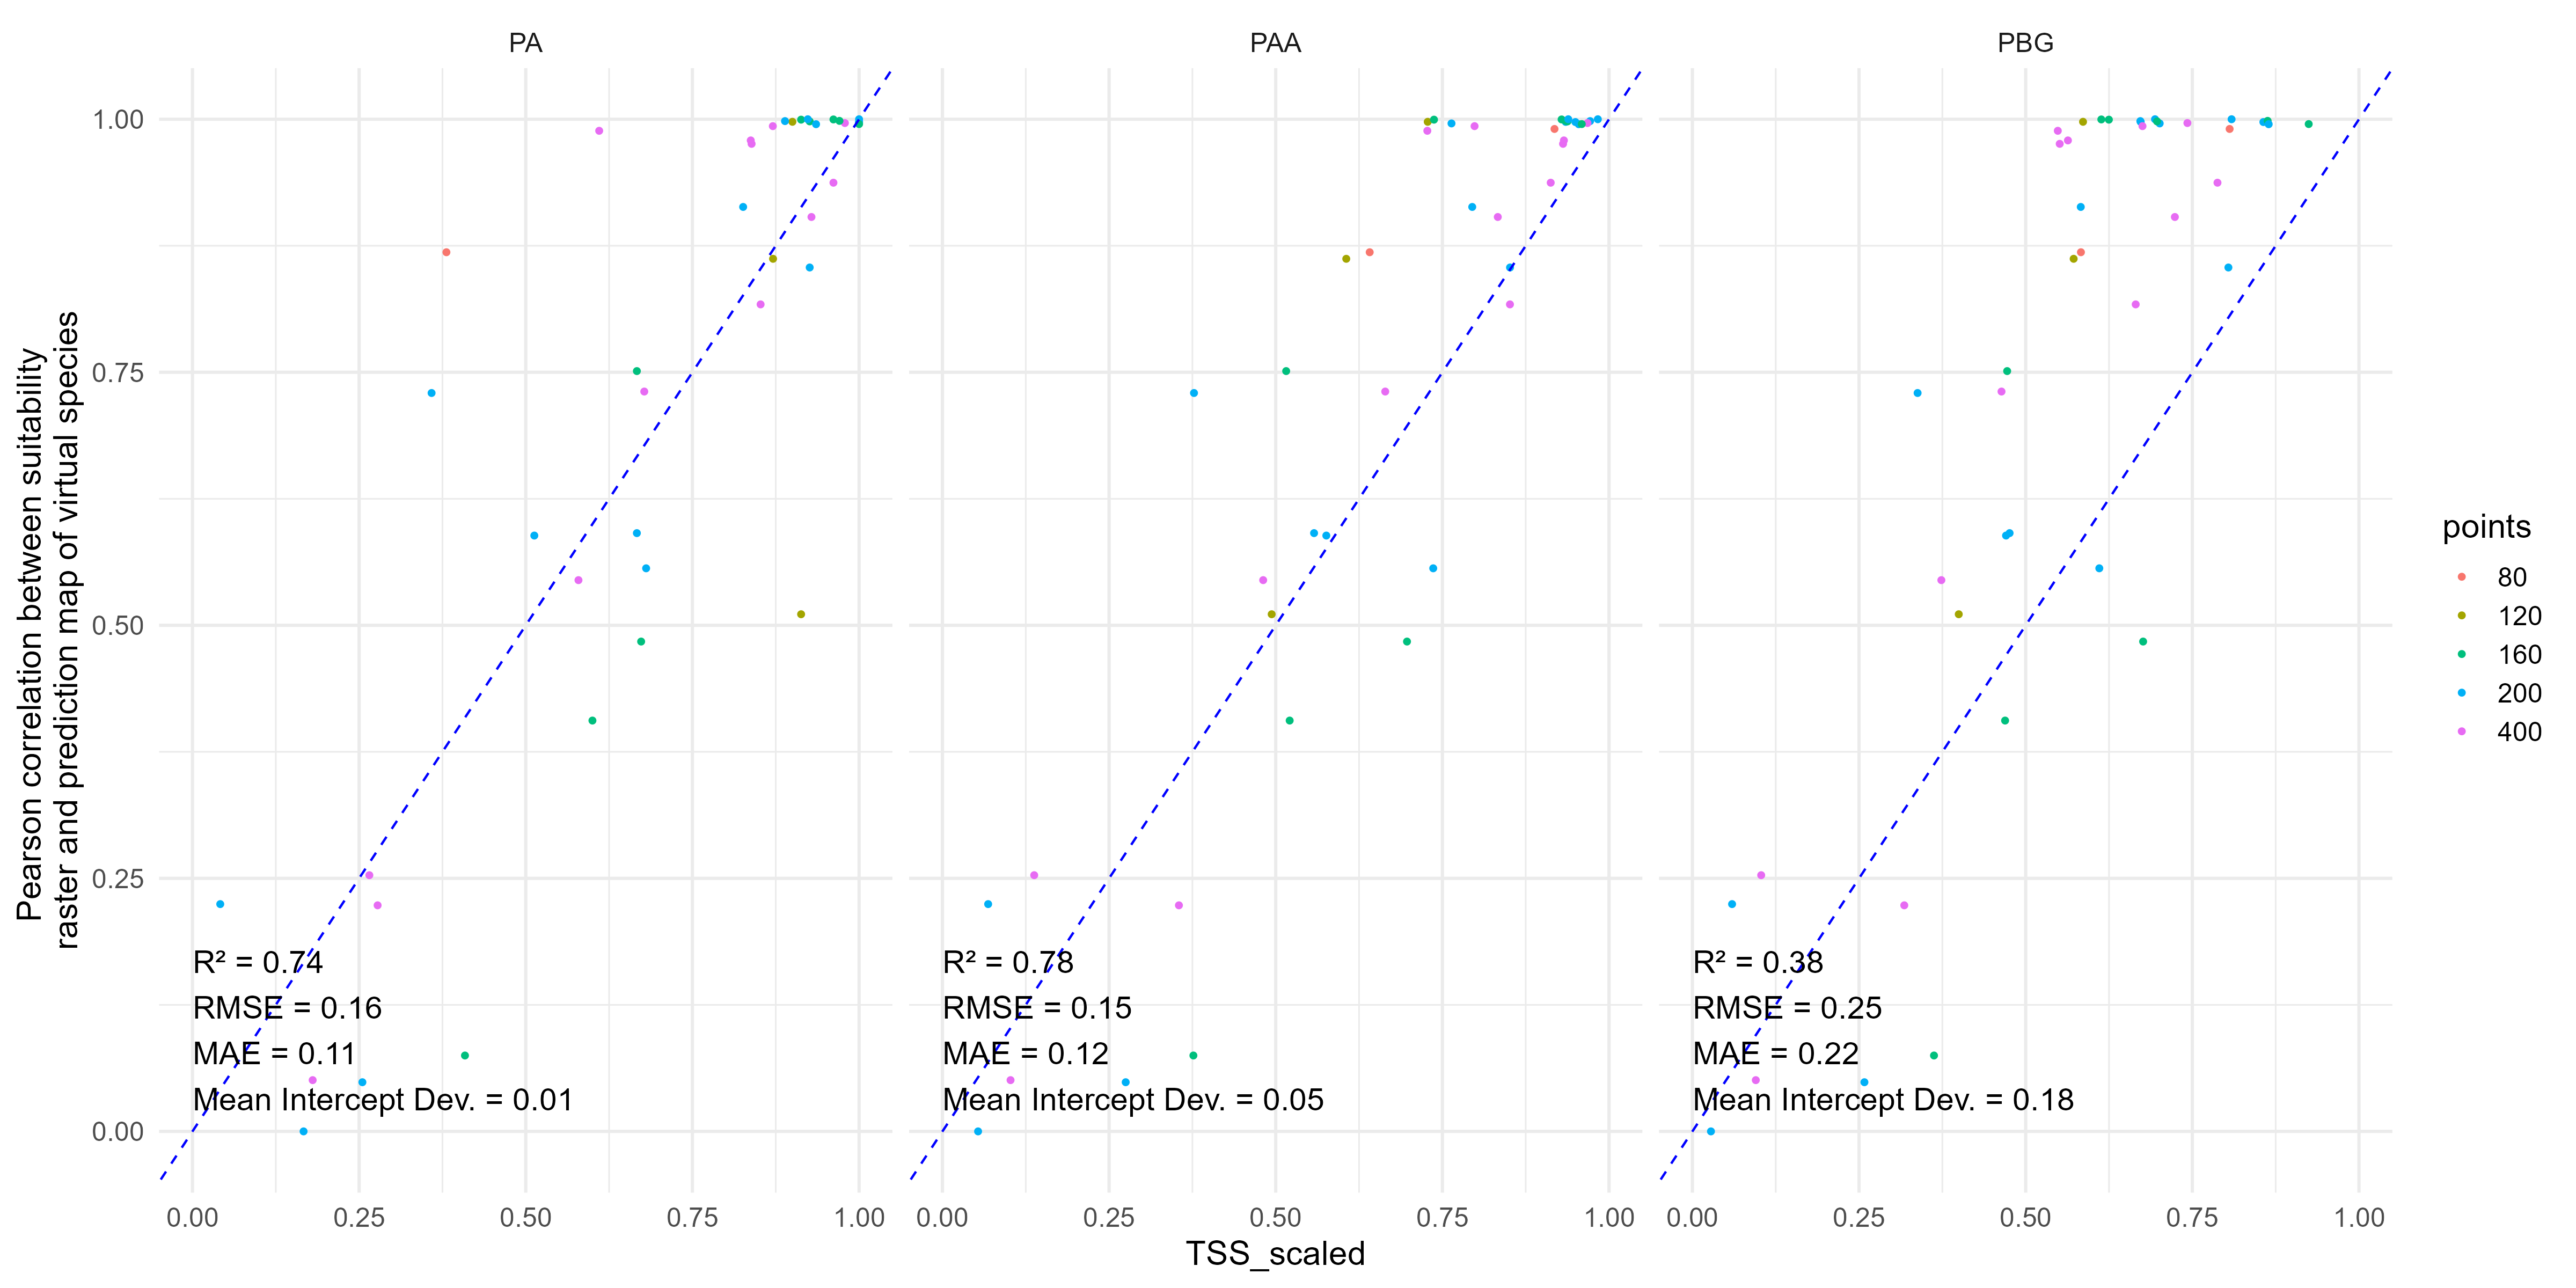 PA
PAA
PBG
Pearson correlation between suitability
raster and prediction map of virtual species
1.00
0.75
0.50
0.25
0.00
R² = 0.74
RMSE = 0.16
MAE = 0.11
Mean Intercept Dev. = 0.01
R² = 0.78
RMSE = 0.15
MAE = 0.12
Mean Intercept Dev. = 0.05
R² = 0.38
RMSE = 0.25
MAE = 0.22
Mean Intercept Dev. = 0.18
0.00 0.25 0.50 0.75 1.00
0.00 0.25 0.50 0.75 1.00
0.00 0.25 0.50 0.75 1.00
TSS_scaled
points
80
120
160
200
400